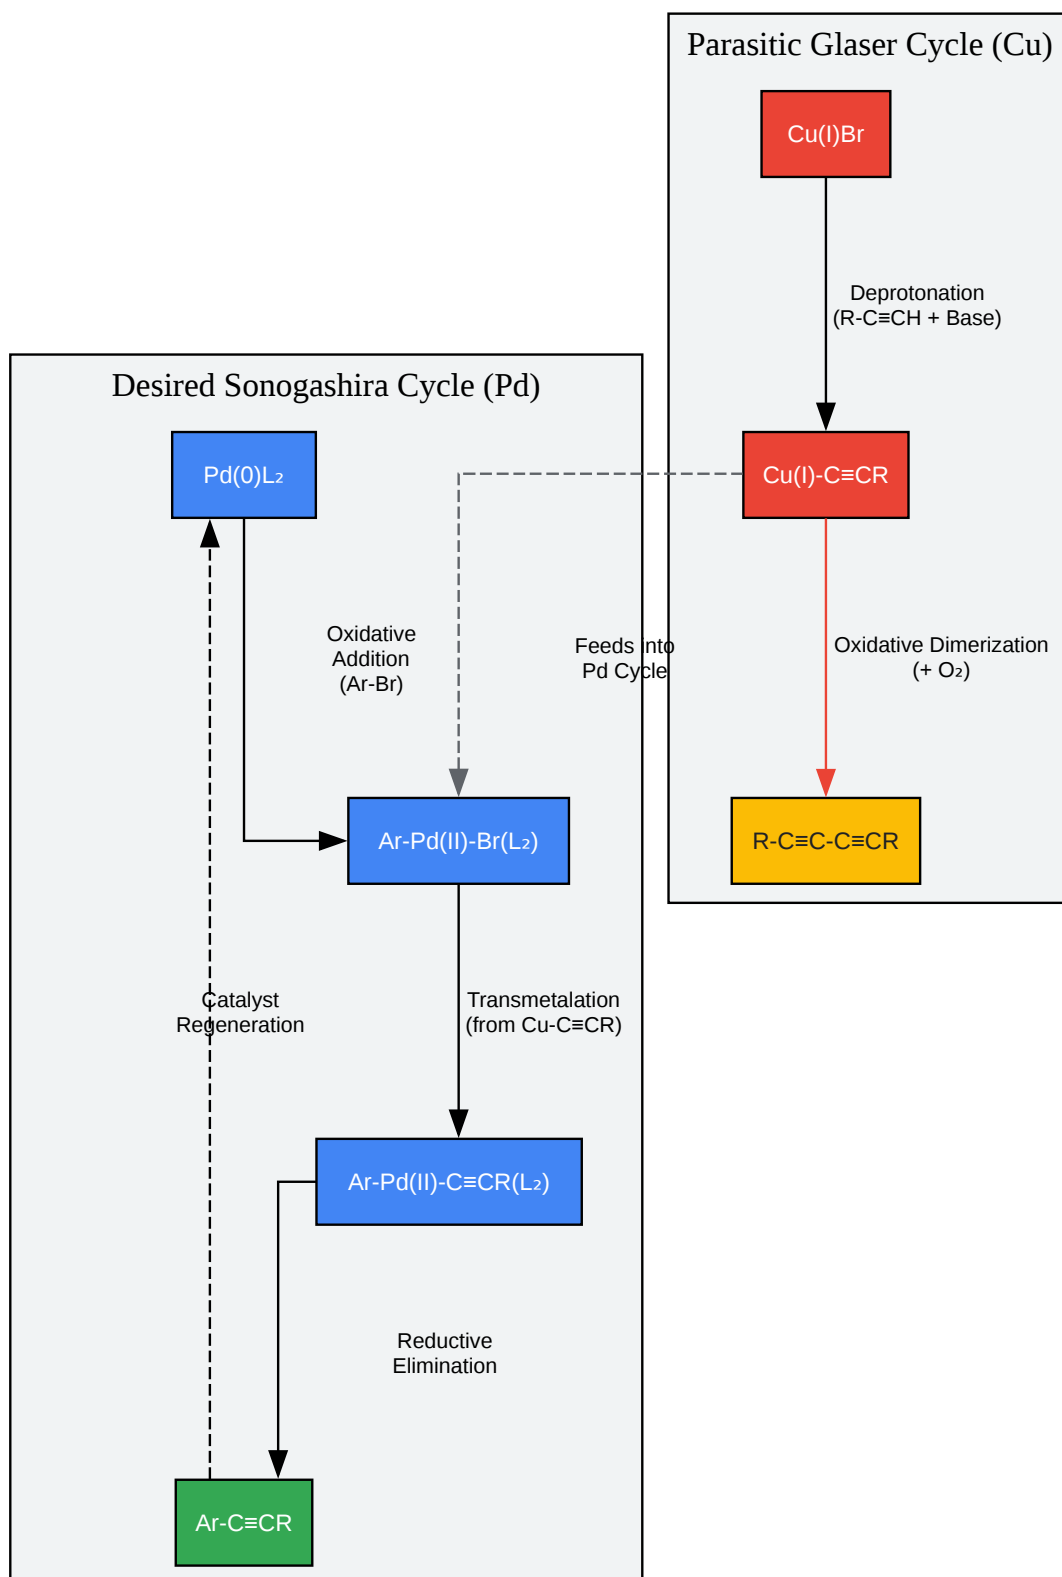 Parasitic Glaser Cycle (Cu)
Cu(I)Br
Deprotonation
(R-C≡CH + Base)
Desired Sonogashira Cycle (Pd)
Pd(0)L₂
Cu(I)-C≡CR
Oxidative
Addition
(Ar-Br)
Feeds into
Pd Cycle
Oxidative Dimerization
(+ O₂)
Ar-Pd(II)-Br(L₂)
R-C≡C-C≡CR
Catalyst
Regeneration
Transmetalation
(from Cu-C≡CR)
Ar-Pd(II)-C≡CR(L₂)
Reductive
Elimination
Ar-C≡CR